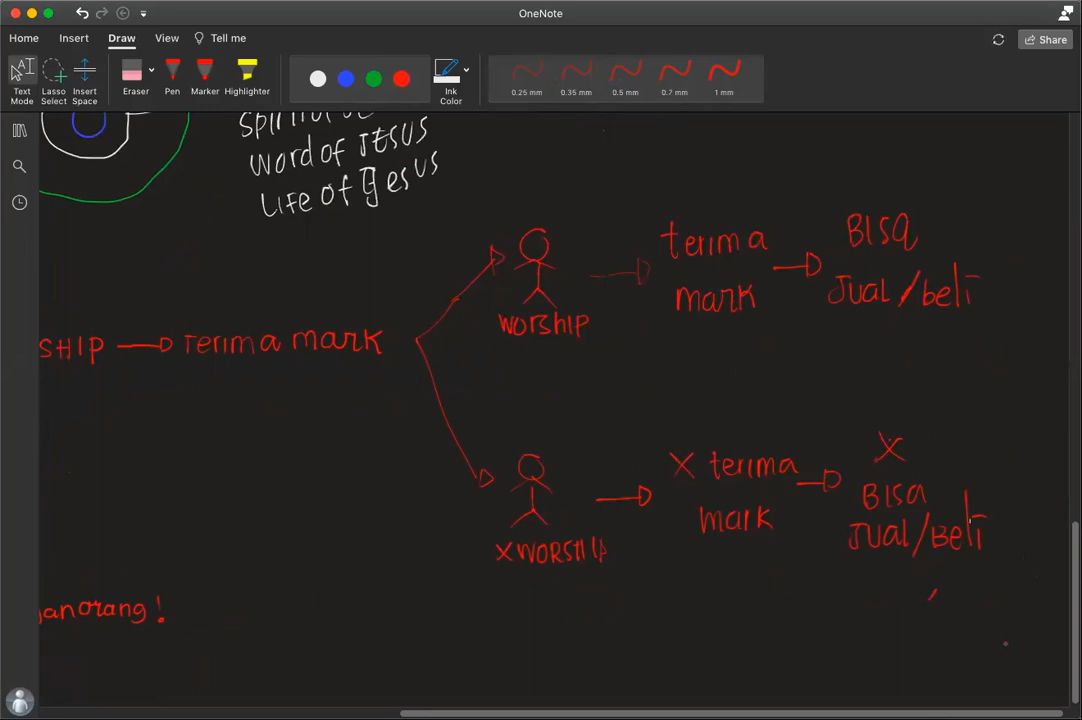 OneNote
Home Insert Draw View Tell me
Share
Text Mode
Lasso Select
Insert Space
Eraser
Pen
Marker
Highlighter
Ink Color
0.25 mm 0.35 mm 0.5 mm 0.7 mm 1 mm
word of JESUS
Life of Jesus
terima
mark
BISa
JUal/beli
WOrShIP
SHIP
Terima mark
X terima
mark
X
BISa
JUal/Beli
XWORSHIP
anorang!